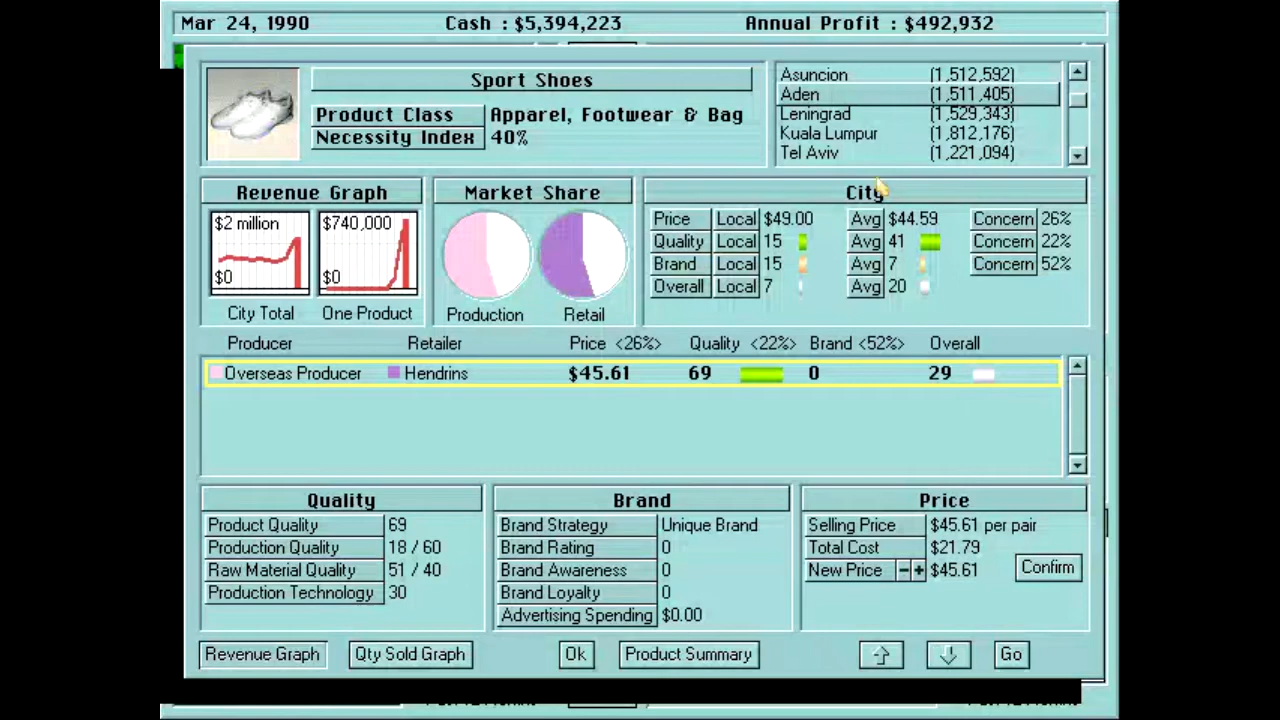 Mar 24, 1990 Cash : $5,394,223 Annual Profit : $492,932
Sport Shoes
Product Class Apparel, Footwear & Bag
Necessity Index 40%
Asuncion (1,512,592)
Aden (1,511,405)
Leningrad (1,529,343)
Kuala Lumpur (1,812,176)
Tel Aviv (1,221,094)
Revenue Graph
$2 million $740,000
$0 $0
City Total One Product
Market Share
Production Retail
City
Price Local $49.00 Avg $44.59 Concern 26%
Quality Local 15 Avg 41 Concern 22%
Brand Local 15 Avg 7 Concern 52%
Overall Local 7 Avg 20
Producer Retailer Price <26%> Quality <22%> Brand <52%> Overall
Overseas Producer Hendrins $45.61 69 0 29
Quality
Product Quality 69
Production Quality 18 / 60
Raw Material Quality 51 / 40
Production Technology 30
Brand
Brand Strategy Unique Brand
Brand Rating 0
Brand Awareness 0
Brand Loyalty 0
Advertising Spending $0.00
Price
Selling Price $45.61 per pair
Total Cost $21.79
New Price - + $45.61 Confirm
Revenue Graph Qty Sold Graph Ok Product Summary Go